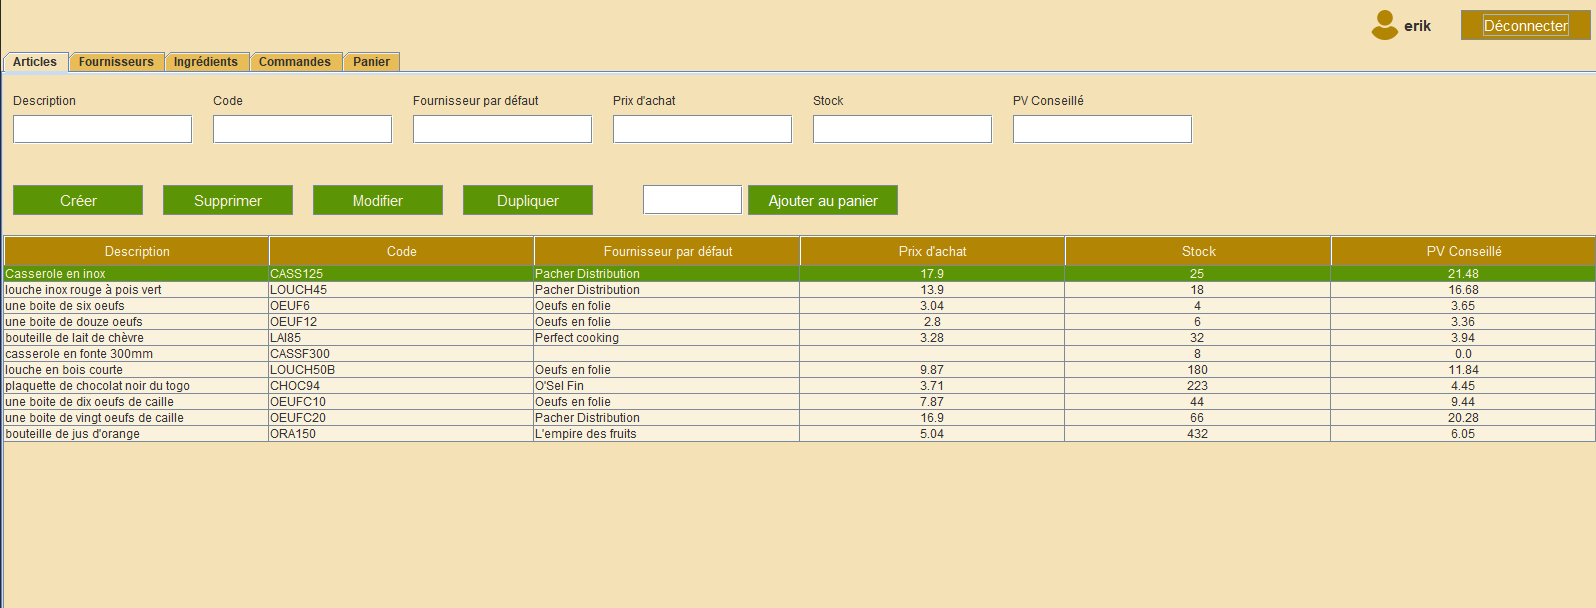 erik Déconnecter
Articles Fournisseurs Ingrédients Commandes Panier
Description Code Fournisseur par défaut Prix d'achat Stock PV Conseillé
Créer Supprimer Modifier Dupliquer Ajouter au panier
Description Code Fournisseur par défaut Prix d'achat Stock PV Conseillé
Casserole en inox CASS125 Pacher Distribution 17.9 25 21.48
louche inox rouge à pois vert LOUCH45 Pacher Distribution 13.9 18 16.68
une boite de six oeufs OEUF6 Oeufs en folie 3.04 4 3.65
une boite de douze oeufs OEUF12 Oeufs en folie 2.8 6 3.36
bouteille de lait de chèvre LAI85 Perfect cooking 3.28 32 3.94
casserole en fonte 300mm CASSF300 8 0.0
louche en bois courte LOUCH50B Oeufs en folie 9.87 180 11.84
plaquette de chocolat noir du togo CHOC94 O'Sel Fin 3.71 223 4.45
une boite de dix oeufs de caille OEUFC10 Oeufs en folie 7.87 44 9.44
une boite de vingt oeufs de caille OEUFC20 Pacher Distribution 16.9 66 20.28
bouteille de jus d'orange ORA150 L'empire des fruits 5.04 432 6.05